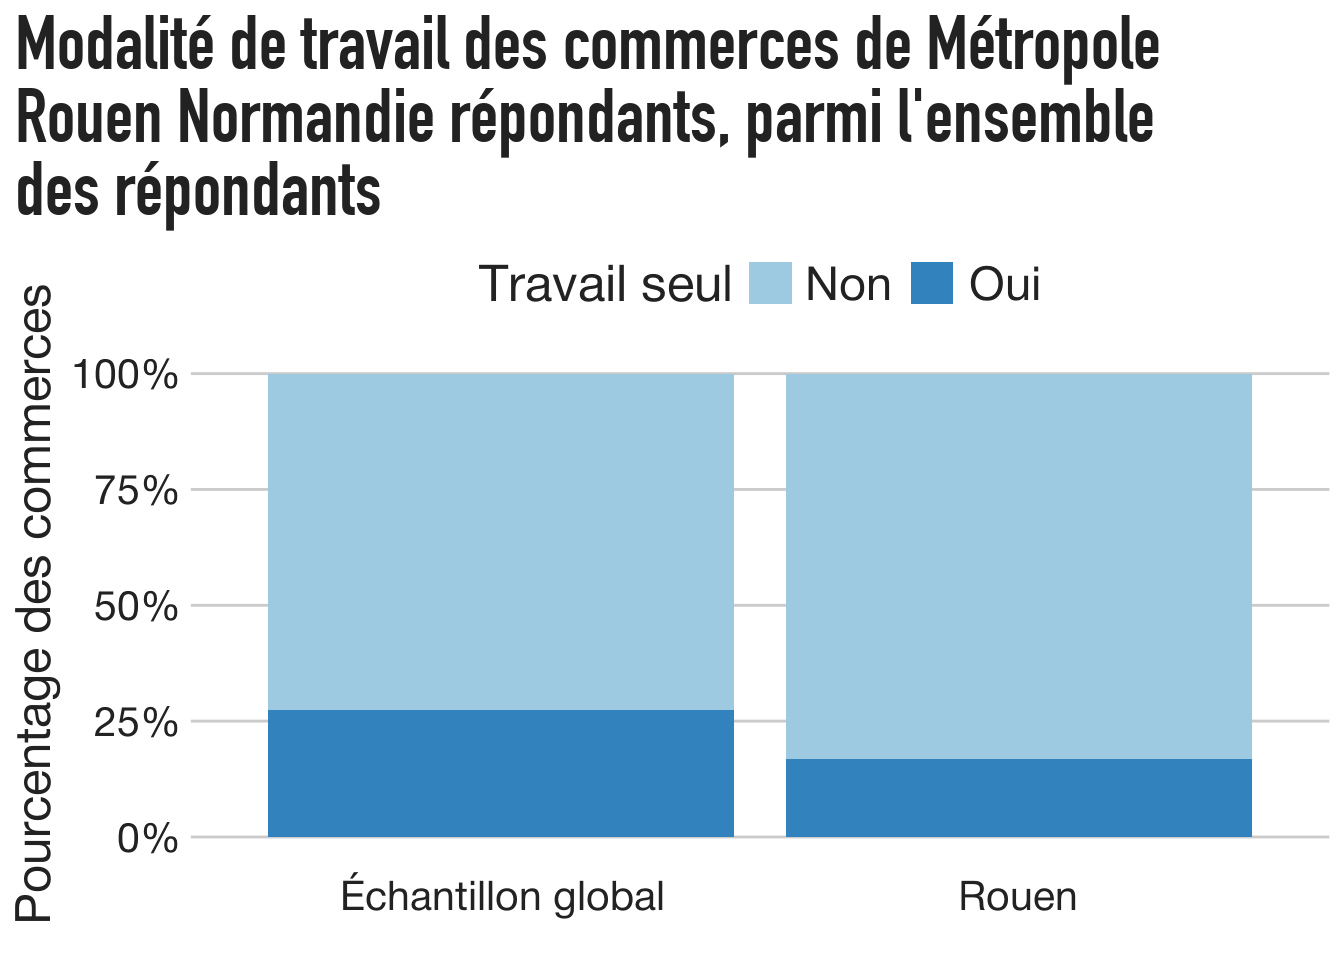 Modalité de travail des commerces de Métropole
Rouen Normandie répondants, parmi l'ensemble
des répondants
Travail seul Non Oui
Pourcentage des commerces
100%
75%
50%
25%
0%
Échantillon global Rouen